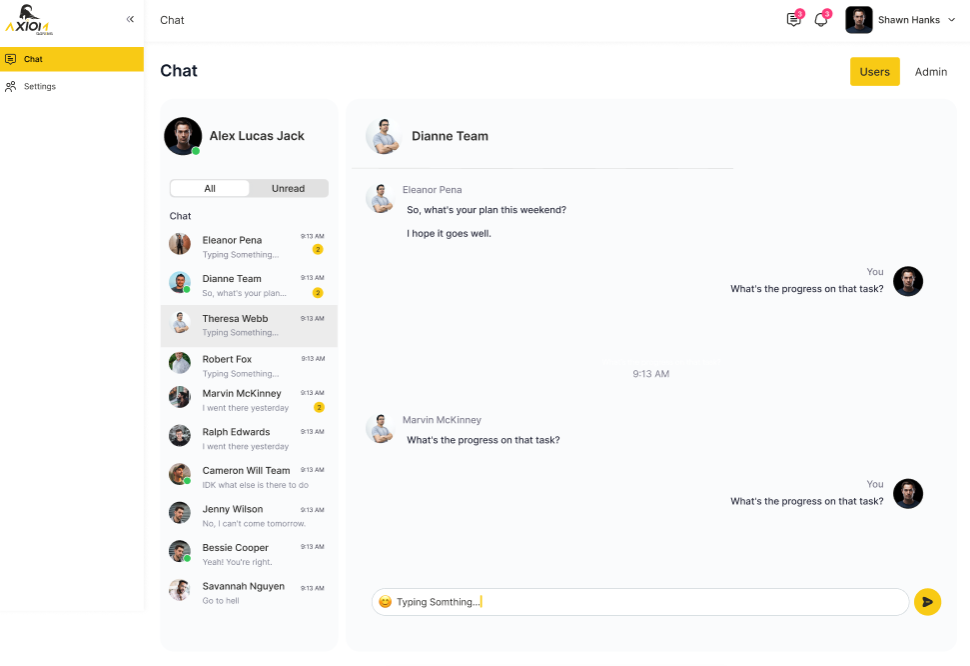 AXIOM
Chat
3
3
Shawn Hanks
Chat
Settings
Chat
Users
Admin
Alex Lucas Jack
All
Unread
Chat
Eleanor Pena
9:13 AM
Typing Something...
2
Dianne Team
9:13 AM
So, what's your plan...
2
Theresa Webb
9:13 AM
Typing Something...
Robert Fox
9:13 AM
Typing Something...
Marvin McKinney
9:13 AM
I went there yesterday
2
Ralph Edwards
9:13 AM
I went there yesterday
Cameron Will Team
9:13 AM
IDK what else is there to do
Jenny Wilson
9:13 AM
No, I can't come tomorrow.
Bessie Cooper
9:13 AM
Yeah! You're right.
Savannah Nguyen
9:13 AM
Go to hell
Dianne Team
Eleanor Pena
So, what's your plan this weekend?
I hope it goes well.
You
What's the progress on that task?
9:13 AM
Marvin McKinney
What's the progress on that task?
You
What's the progress on that task?
Typing Somthing...